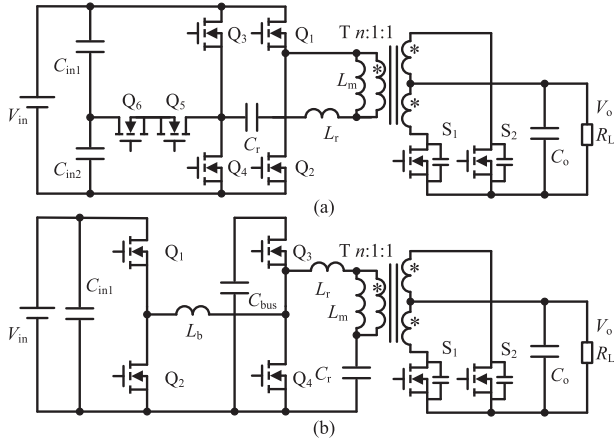 Q3 Q1 T n:1:1
Cin1 Lm * *
Vin Q6 Q5 * Vo
Cr Lr S1 S2 RL
Cin2 Q4 Q2 Co
(a)
Q1 Q3 T n:1:1
Cin1 Cbus Lr * *
Vin Lb Lm * Vo
Q2 Q4 Cr S1 S2 Co RL
(b)